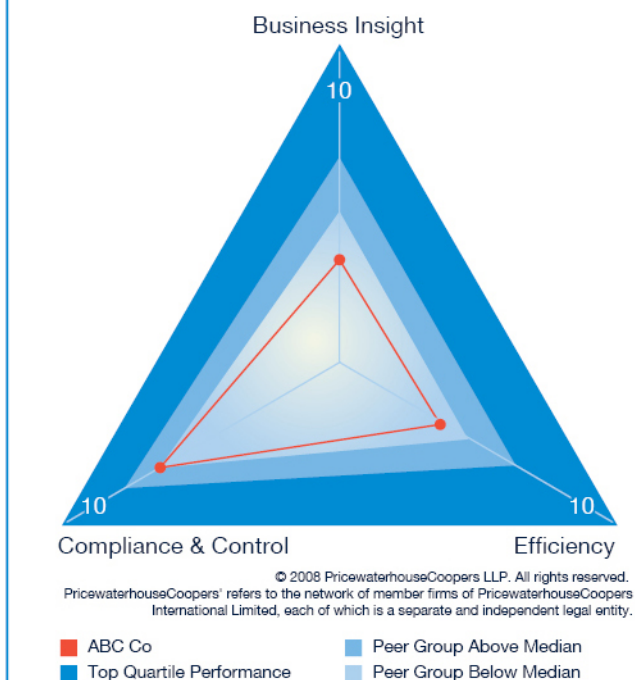 Business Insight
10
10
10
Compliance & Control
Efficiency
© 2008 PricewaterhouseCoopers LLP. All rights reserved.
PricewaterhouseCoopers' refers to the network of member firms of PricewaterhouseCoopers
International Limited, each of which is a separate and independent legal entity.
ABC Co
Peer Group Above Median
Top Quartile Performance
Peer Group Below Median